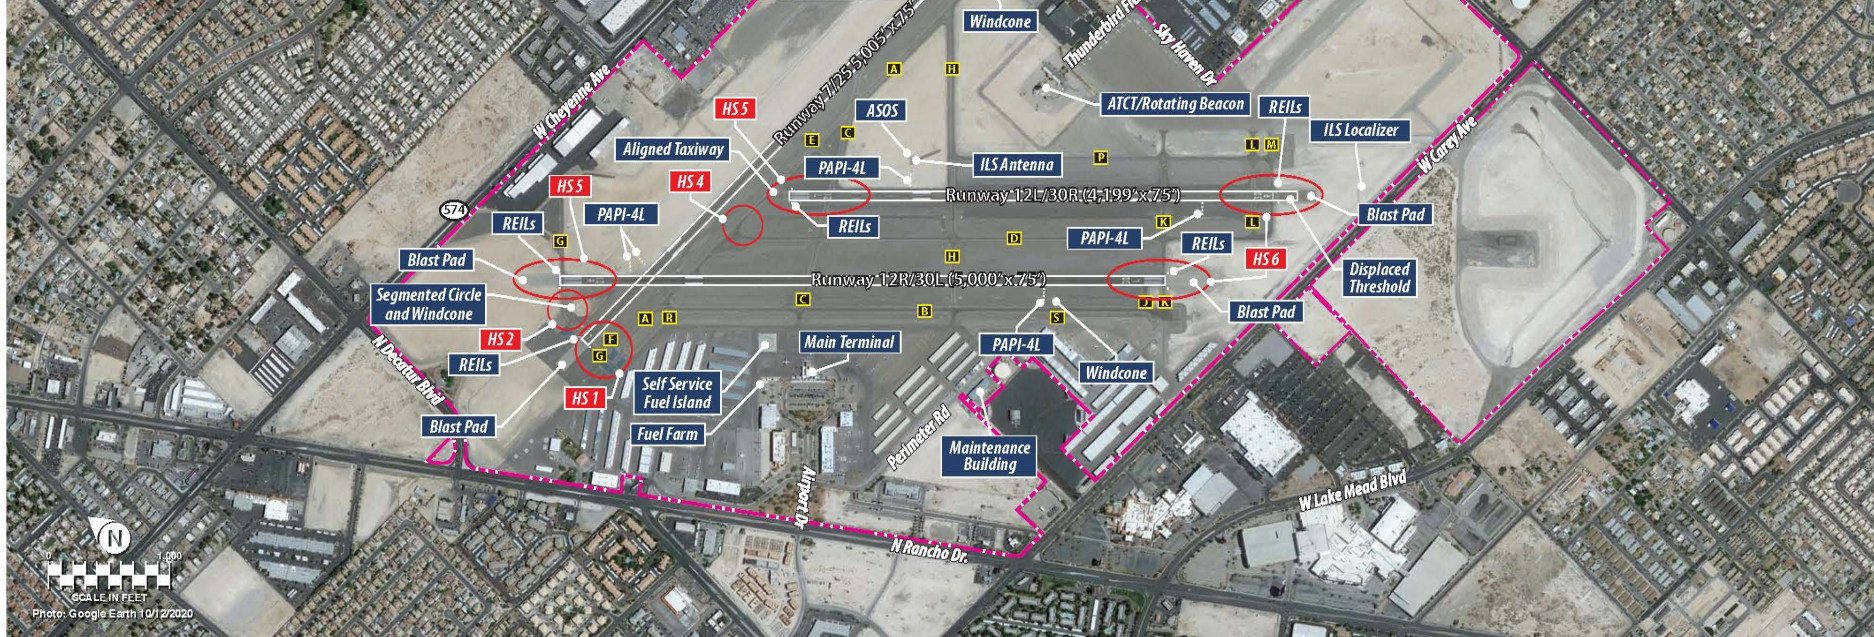 Windcone
Thunderbird Fi
Sky Haven Dr
Runway 7/25 5,005' x 75'
A
H
W Cheyenne Ave
HS 5
ASOS
ATCT/Rotating Beacon
REILs
ILS Localizer
E
C
Aligned Taxiway
PAPI-4L
ILS Antenna
P
L
M
W Carey Ave
HS 5
HS 4
Runway 12L/30R (4,199' x 75')
574
REILs
PAPI-4L
REILs
K
L
Blast Pad
G
D
PAPI-4L
REILs
Blast Pad
H
HS 6
Runway 12R/30L (5,000' x 75')
Displaced
Threshold
Segmented Circle
and Windcone
C
J
K
Blast Pad
A
R
B
S
HS 2
REILs
F
G
Main Terminal
PAPI-4L
Windcone
N Decatur Blvd
HS 1
Self Service
Fuel Island
Blast Pad
Fuel Farm
Perimeter Rd
Maintenance
Building
Airport Dr
W Lake Mead Blvd
N Rancho Dr.
N
0
1,000
SCALE IN FEET
Photo: Google Earth 10/12/2020